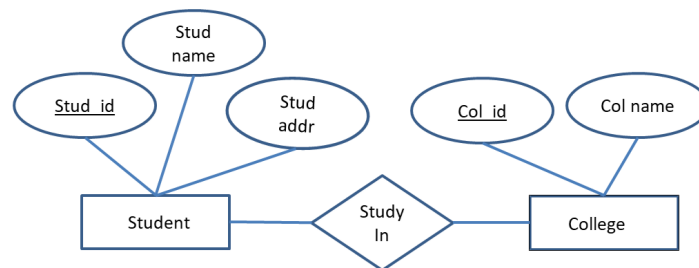 Stud
name
Stud_id
Stud
addr
Col_id
Col name
Student
Study
In
College